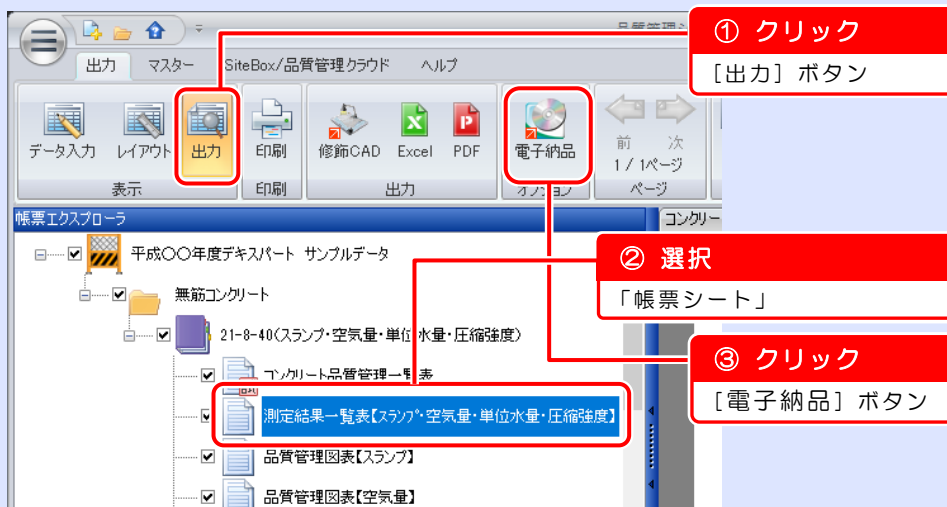 ① クリック
[出力] ボタン
出力 マスター SiteBox/品質管理クラウド ヘルプ
データ入力 レイアウト 出力 印刷 修飾CAD Excel PDF 電子納品 前 次
1 / 1ページ
表示 印刷 出力 オプション ページ
帳票エクスプローラ
コンクリー
平成〇〇年度デキスパート サンプルデータ
② 選択
「帳票シート」
無筋コンクリート
21-8-40(スランプ・空気量・単位水量・圧縮強度)
③ クリック
[電子納品] ボタン
コンクリート品質管理一覧表
測定結果一覧表【スランプ・空気量・単位水量・圧縮強度】
品質管理図表【スランプ】
品質管理図表【空気量】